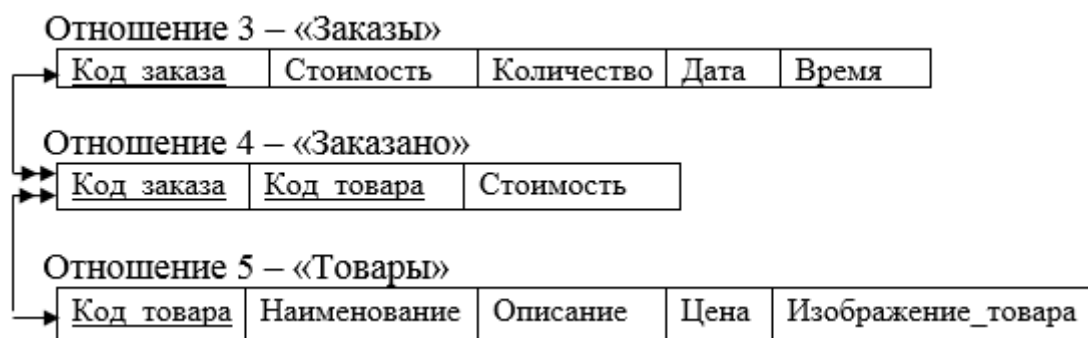 Отношение 3 – «Заказы»
Код_заказа Стоимость Количество Дата Время
Отношение 4 – «Заказано»
Код_заказа Код_товара Стоимость
Отношение 5 – «Товары»
Код_товара Наименование Описание Цена Изображение_товара